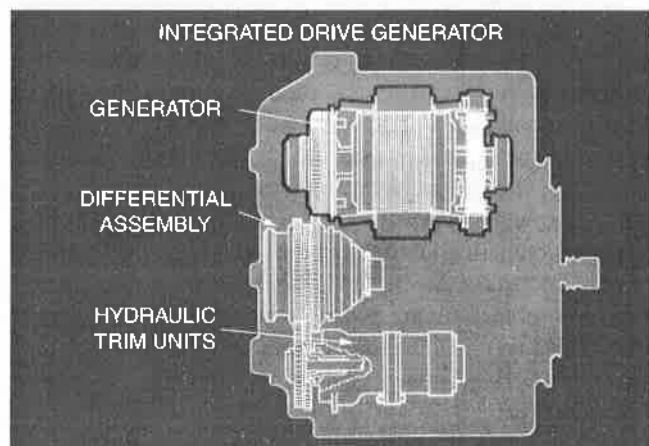 INTEGRATED DRIVE GENERATOR
GENERATOR
DIFFERENTIAL
ASSEMBLY
HYDRAULIC
TRIM UNITS